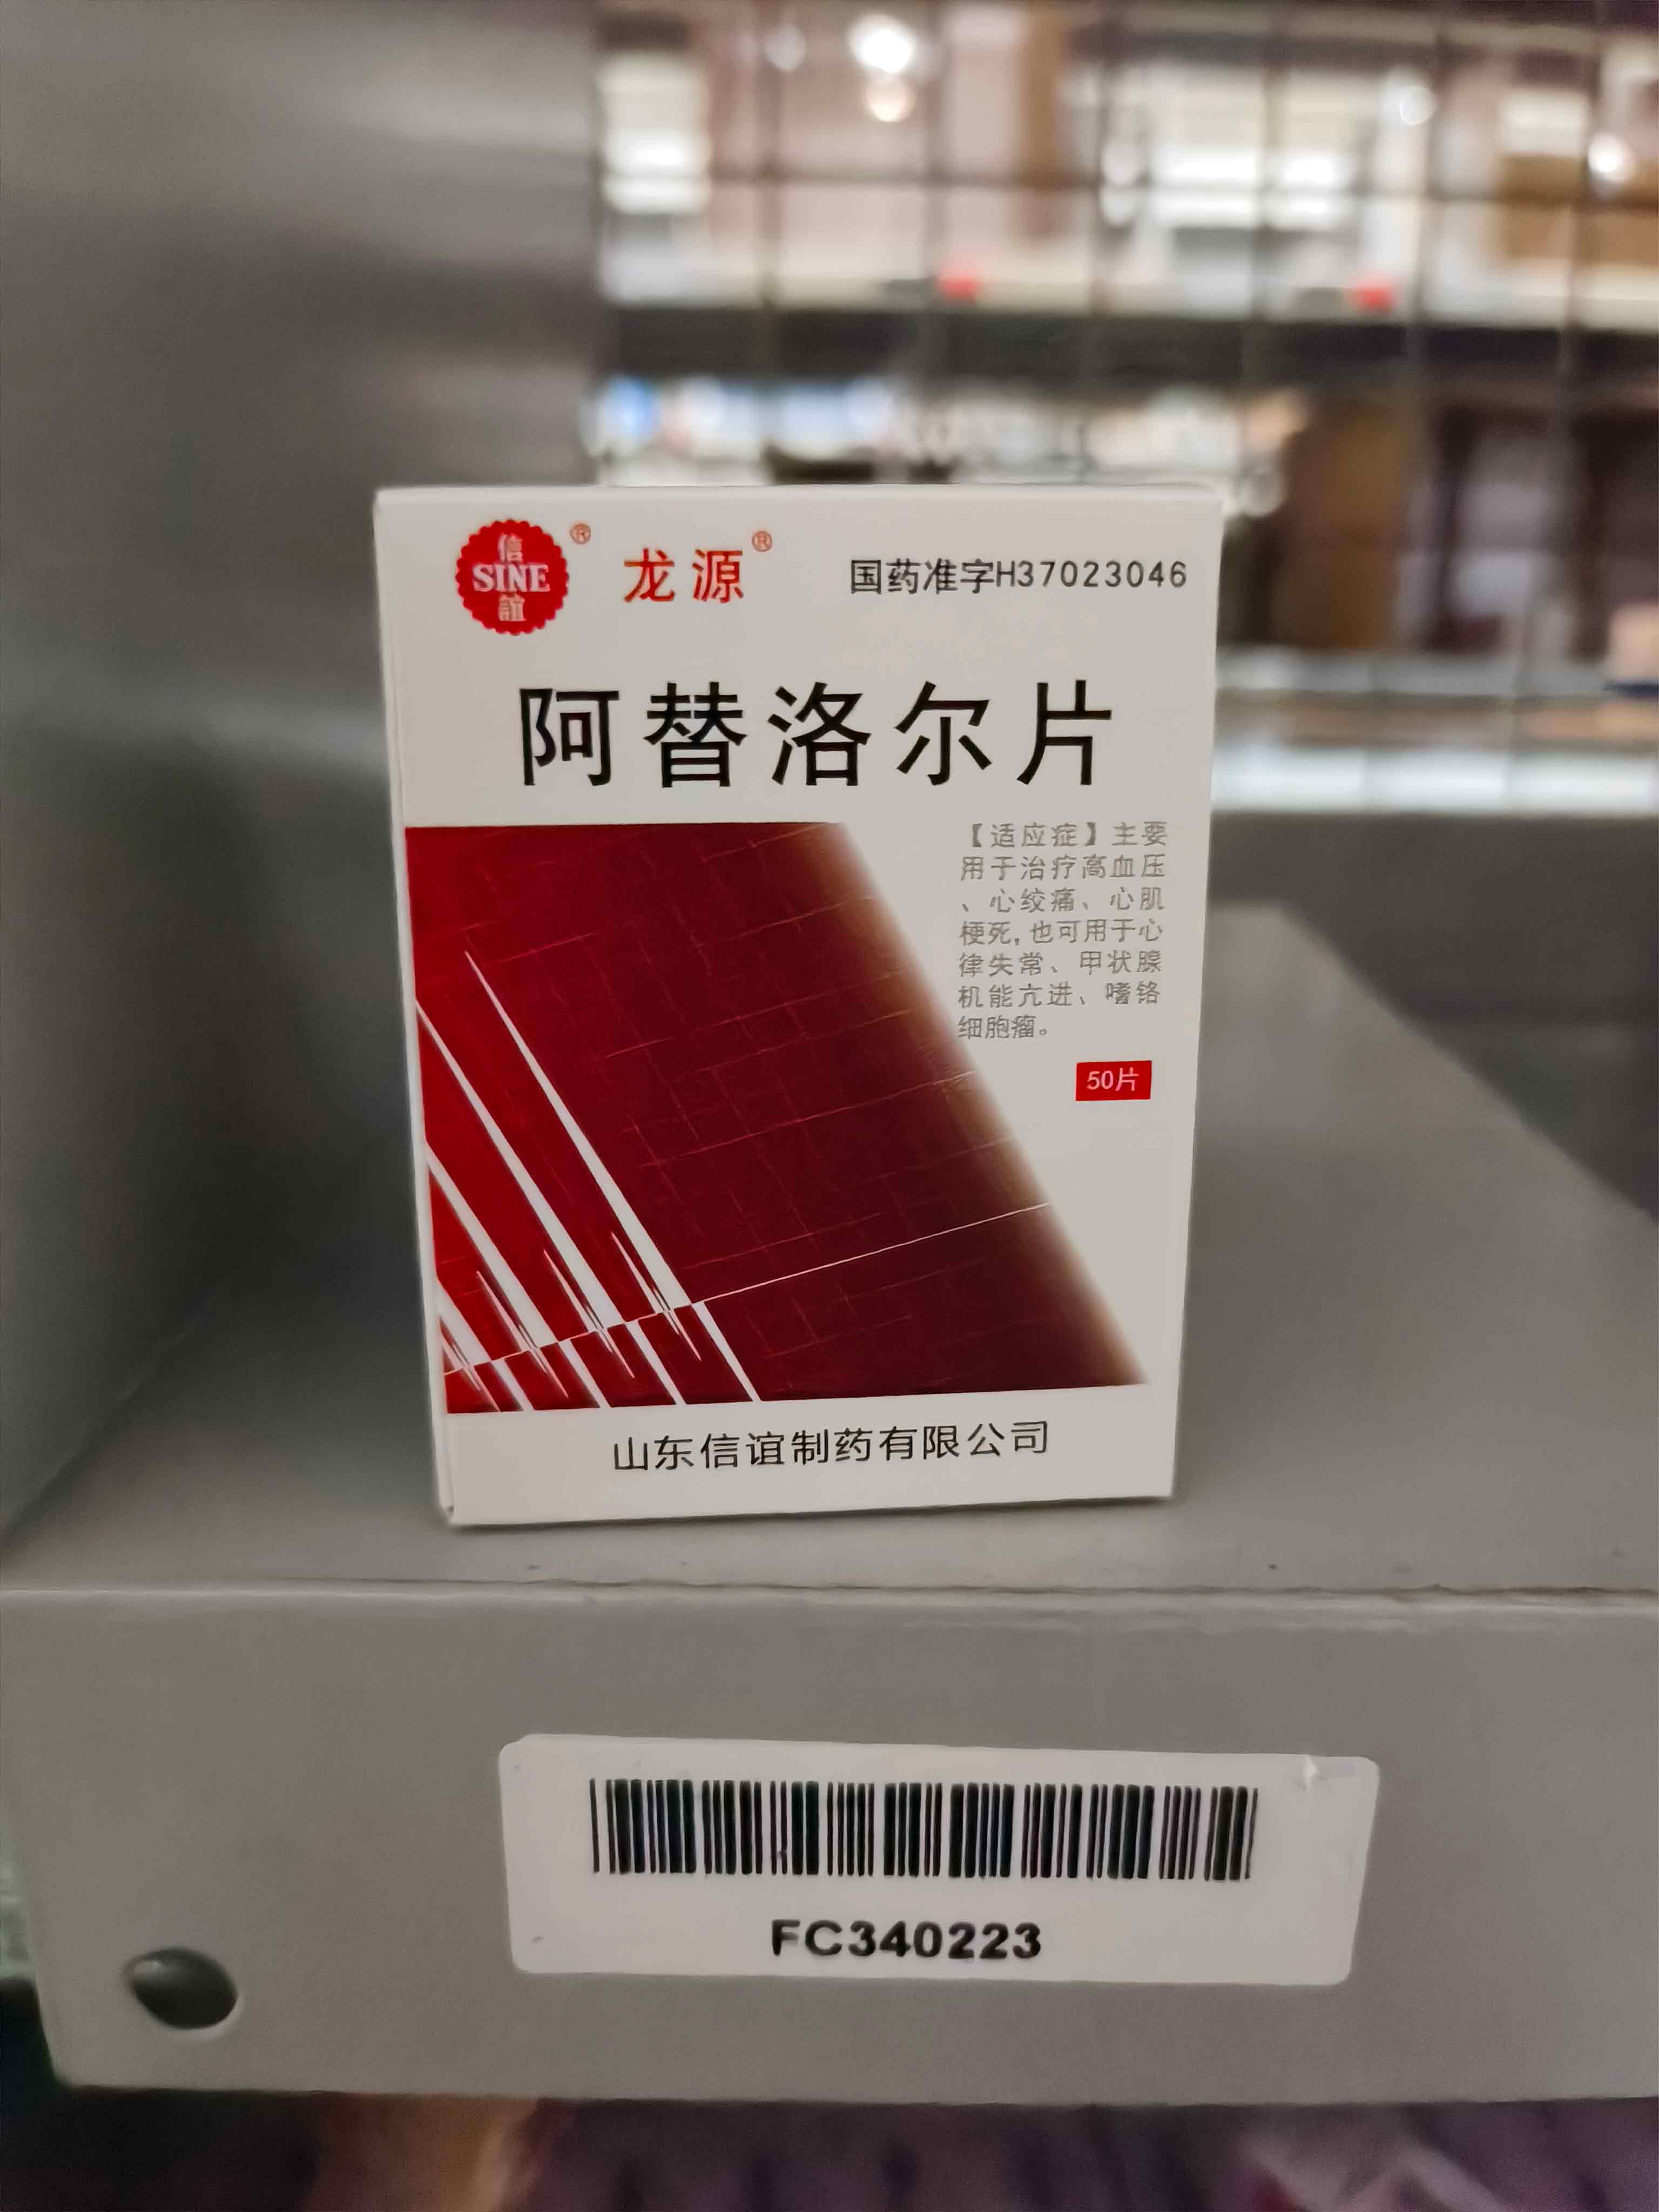 信
SINE
誼
®
龙源®
国药准字H37023046
阿替洛尔片
【适应症】主要
用于治疗高血压
、心绞痛、心肌
梗死,也可用于心
律失常、甲状腺
机能亢进、嗜铬
细胞瘤。
50片
山东信谊制药有限公司
FC340223